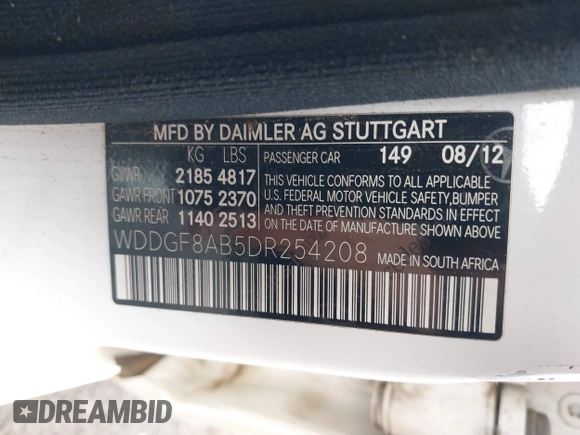 MFD BY DAIMLER AG STUTTGART
KG LBS PASSENGER CAR 149 08/12
GVWR 2185 4817
GAWR FRONT 1075 2370
GAWR REAR 1140 2513
THIS VEHICLE CONFORMS TO ALL APPLICABLE
U.S. FEDERAL MOTOR VEHICLE SAFETY, BUMPER
AND THEFT PREVENTION STANDARDS IN EFFECT
ON THE DATE OF MANUFACTURE SHOWN ABOVE
WDDGF8AB5DR254208 MADE IN SOUTH AFRICA
DREAMBID